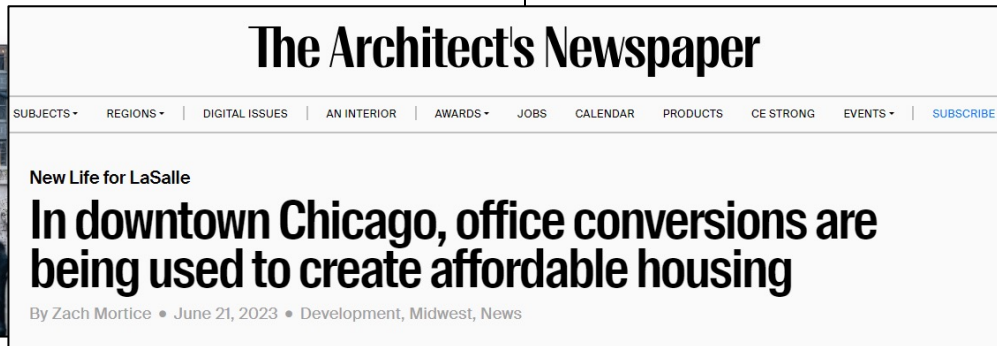 The Architect's Newspaper
SUBJECTS REGIONS DIGITAL ISSUES AN INTERIOR AWARDS JOBS CALENDAR PRODUCTS CE STRONG EVENTS SUBSCRIBE
New Life for LaSalle
In downtown Chicago, office conversions are
being used to create affordable housing
By Zach Mortice • June 21, 2023 • Development, Midwest, News